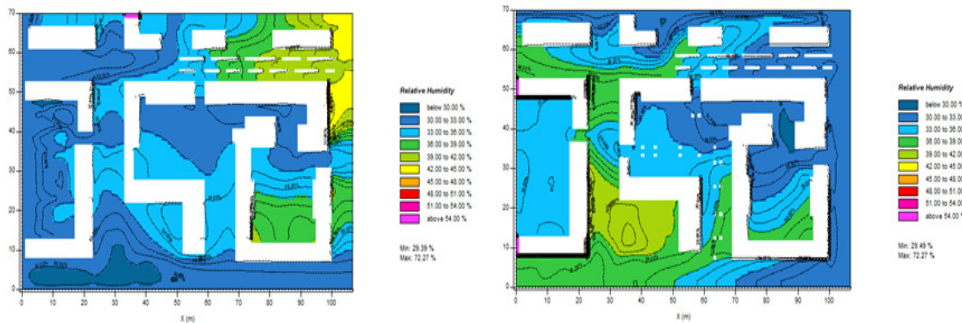 70
60
50
40
30
20
10
0
0 10 20 30 40 50 60 70 80 90 100
X (m)
Relative Humidity
below 30.00 %
30.00 to 33.00 %
33.00 to 36.00 %
36.00 to 39.00 %
39.00 to 42.00 %
42.00 to 45.00 %
45.00 to 48.00 %
48.00 to 51.00 %
51.00 to 54.00 %
above 54.00 %
Min: 29.39 %
Max: 72.27 %
70
60
50
40
30
20
10
0
0 10 20 30 40 50 60 70 80 90 100
X (m)
Relative Humidity
below 30.00 %
30.00 to 33.00 %
33.00 to 36.00 %
36.00 to 39.00 %
39.00 to 42.00 %
42.00 to 45.00 %
45.00 to 48.00 %
48.00 to 51.00 %
51.00 to 54.00 %
above 54.00 %
Min: 29.49 %
Max: 72.27 %